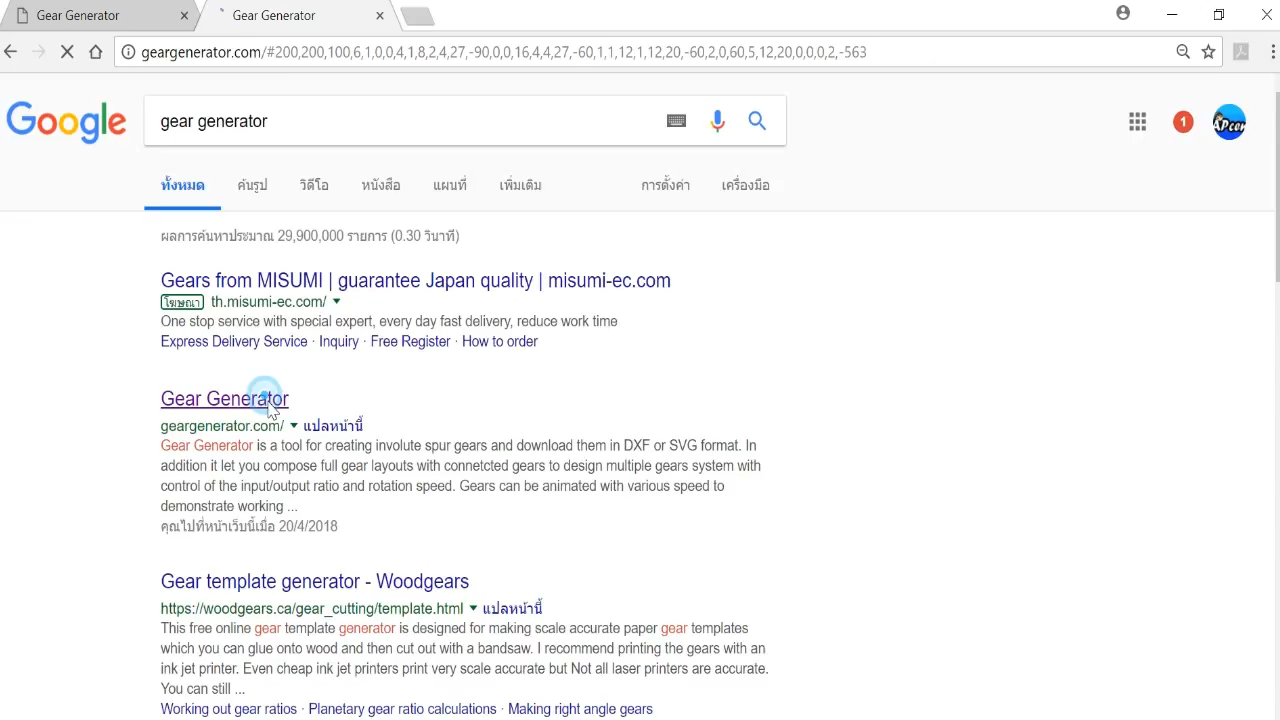 Gear Generator
Gear Generator
geargenerator.com/#200,200,100,6,1,0,0,4,1,8,2,4,27,-90,0,0,16,4,4,27,-60,1,1,12,1,12,20,-60,2,0,60,5,12,20,0,0,0,2,-563
Google
gear generator
1
APcom
ทั้งหมด ค้นรูป วิดีโอ หนังสือ แผนที่ เพิ่มเติม การตั้งค่า เครื่องมือ
ผลการค้นหาประมาณ 29,900,000 รายการ (0.30 วินาที)
Gears from MISUMI | guarantee Japan quality | misumi-ec.com
โฆษณา th.misumi-ec.com/
One stop service with special expert, every day fast delivery, reduce work time
Express Delivery Service · Inquiry · Free Register · How to order
Gear Generator
geargenerator.com/ แปลหน้านี้
Gear Generator is a tool for creating involute spur gears and download them in DXF or SVG format. In
addition it let you compose full gear layouts with connetcted gears to design multiple gears system with
control of the input/output ratio and rotation speed. Gears can be animated with various speed to
demonstrate working ...
คุณไปที่หน้าเว็บนี้เมื่อ 20/4/2018
Gear template generator - Woodgears
https://woodgears.ca/gear_cutting/template.html แปลหน้านี้
This free online gear template generator is designed for making scale accurate paper gear templates
which you can glue onto wood and then cut out with a bandsaw. I recommend printing the gears with an
ink jet printer. Even cheap ink jet printers print very scale accurate but Not all laser printers are accurate.
You can still ...
Working out gear ratios · Planetary gear ratio calculations · Making right angle gears